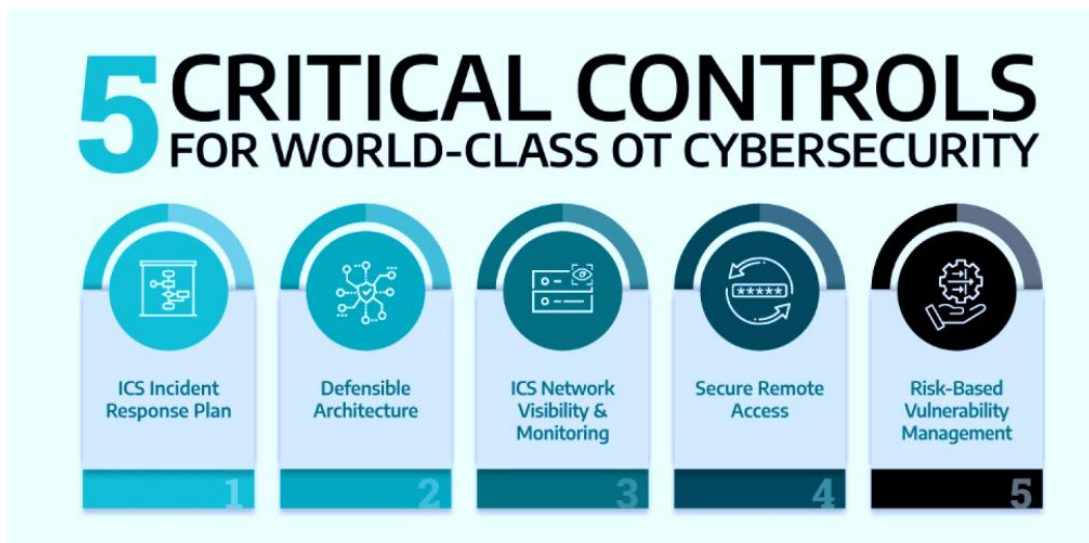 5 CRITICAL CONTROLS
FOR WORLD-CLASS OT CYBERSECURITY
ICS Incident
Response Plan
1
Defensible
Architecture
2
ICS Network
Visibility &
Monitoring
3
*****
Secure Remote
Access
4
Risk-Based
Vulnerability
Management
5